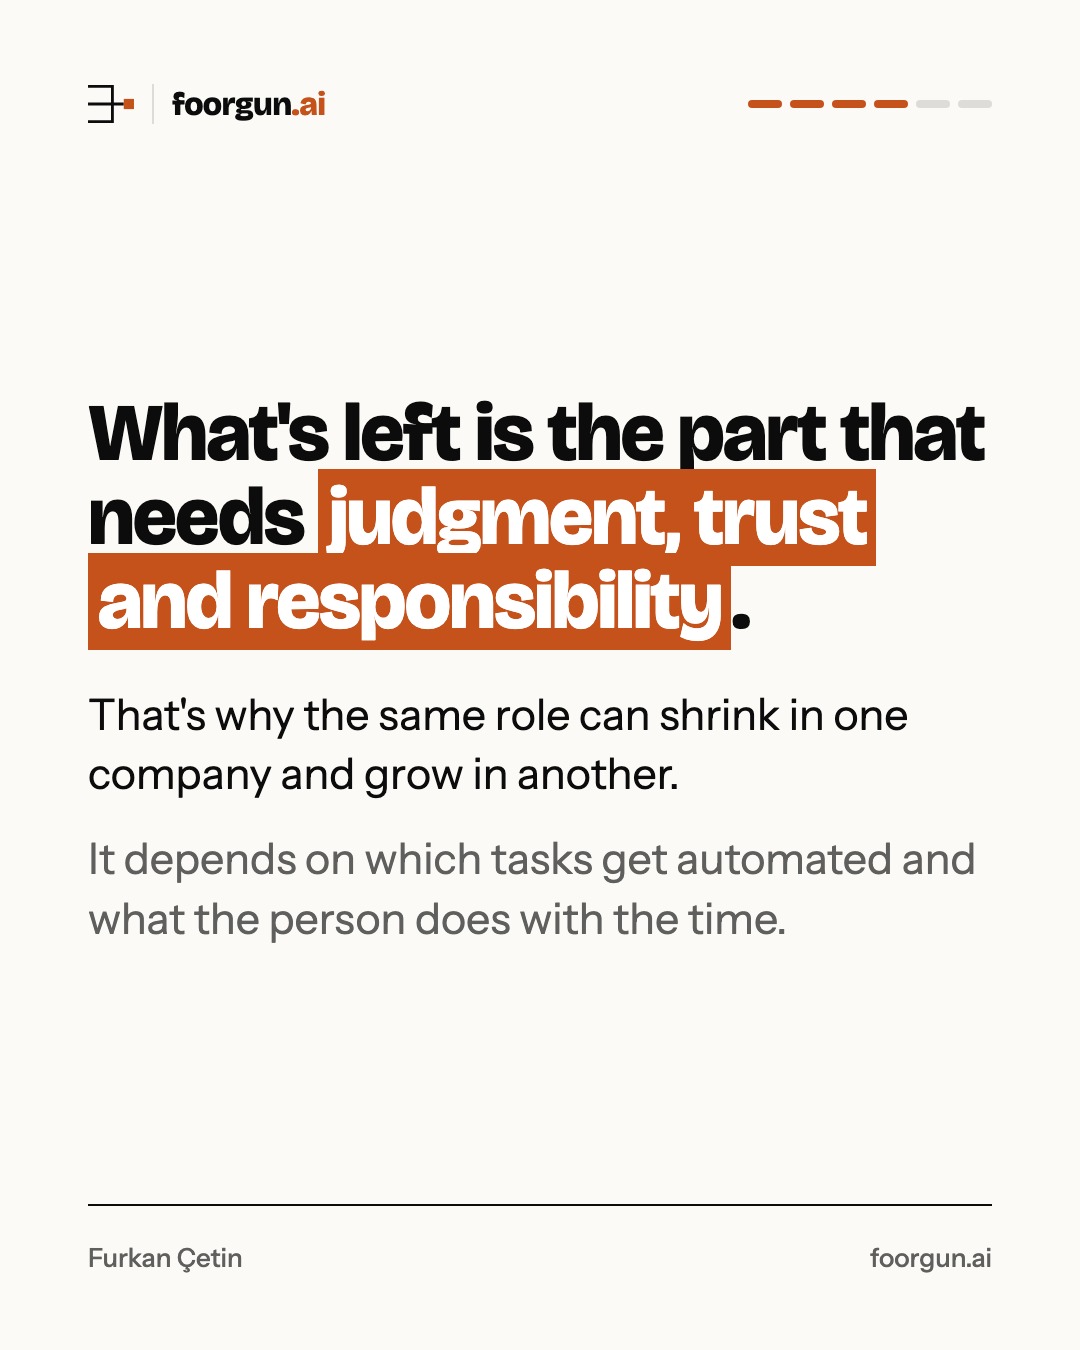 foorgun.ai
What's left is the part that
needs judgment, trust
and responsibility.
That's why the same role can shrink in one
company and grow in another.
It depends on which tasks get automated and
what the person does with the time.
Furkan Çetin
foorgun.ai